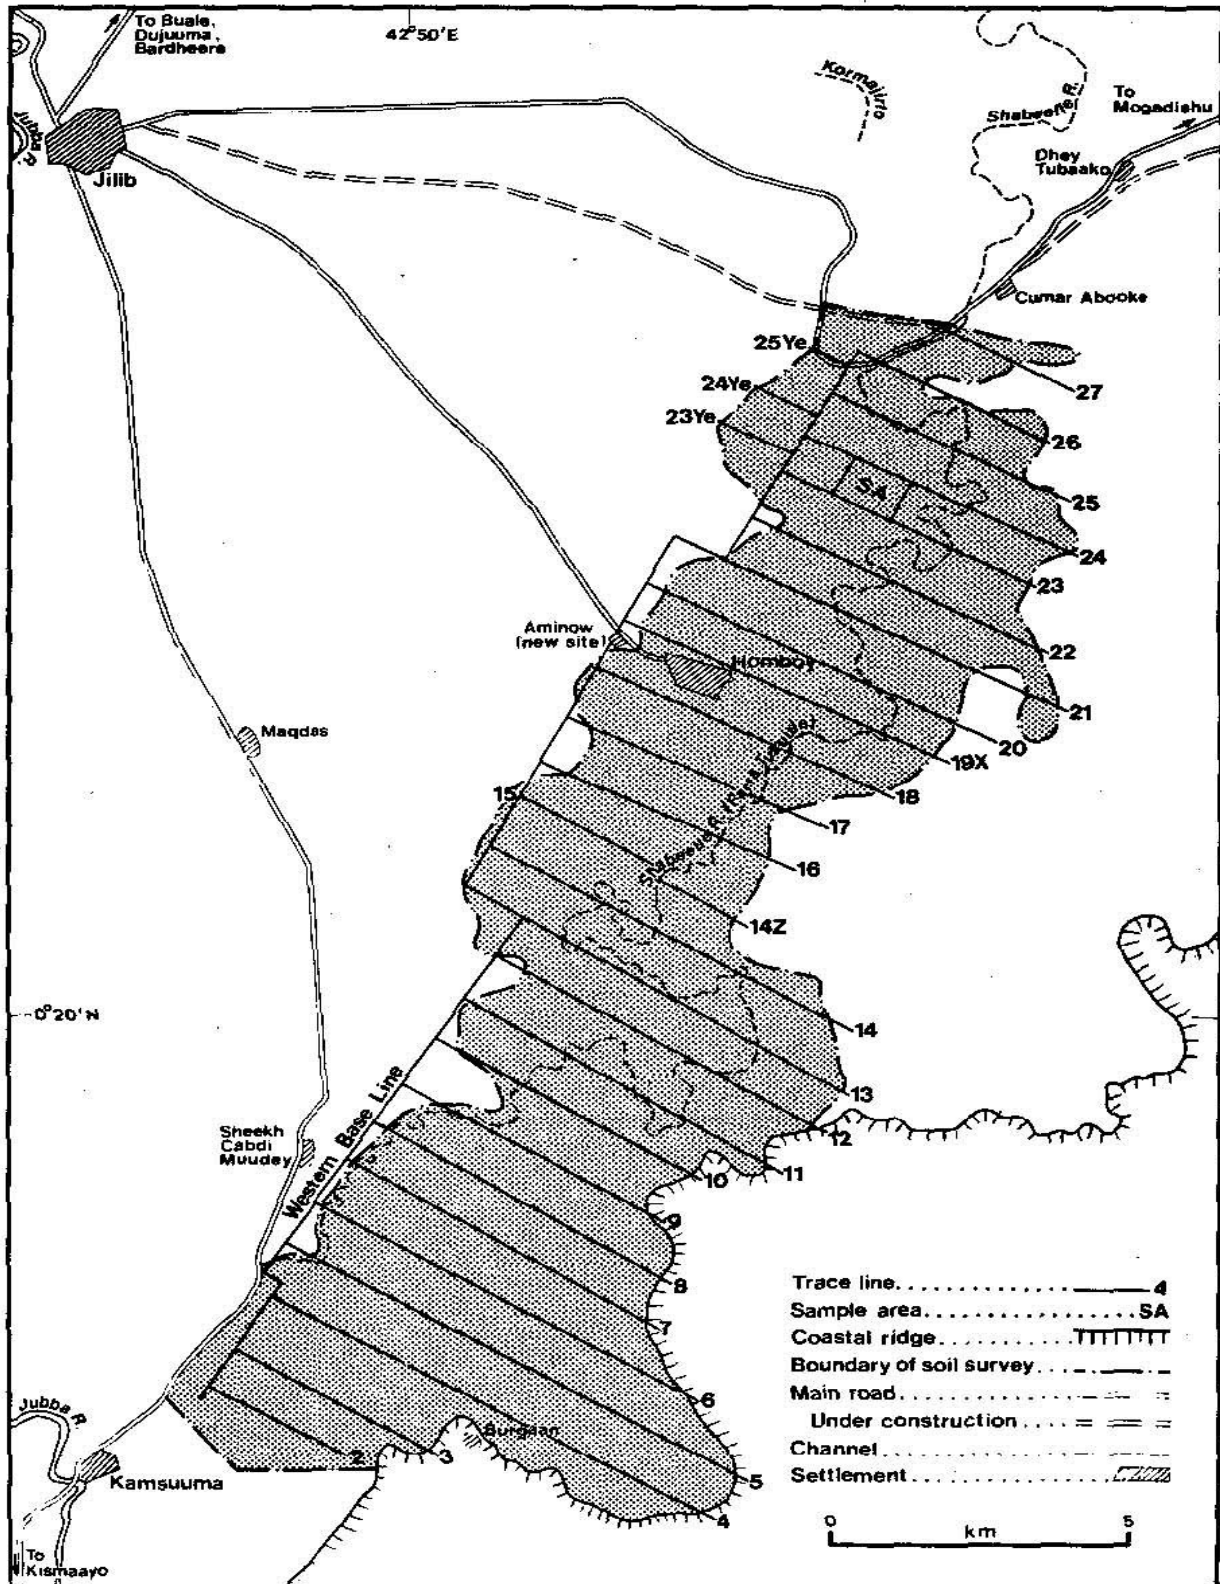 To Buale,
Dujuuma,
Bardheere
42°50'E
Kormajirto
Shabeelle R.
To
Mogadishu
Jubba R
Jilib
Dhey
Tubaako
Cumar Abooke
25Ye
24Ye
23Ye
27
26
SA
25
24
23
Aminow
(new site)
Homboy
22
21
Maqdas
20
19X
18
15
17
Shabeelle R.
16
14Z
0°20'N
14
13
12
Western Base Line
Sheekh
Cabdi
Muudey
11
10
9
8
7
6
5
4
3
2
Burgaan
Jubba R
Kamsuuma
To
Kismaayo
Trace line 4
Sample area SA
Coastal ridge
Boundary of soil survey
Main road
Under construction
Channel
Settlement
0 5
km